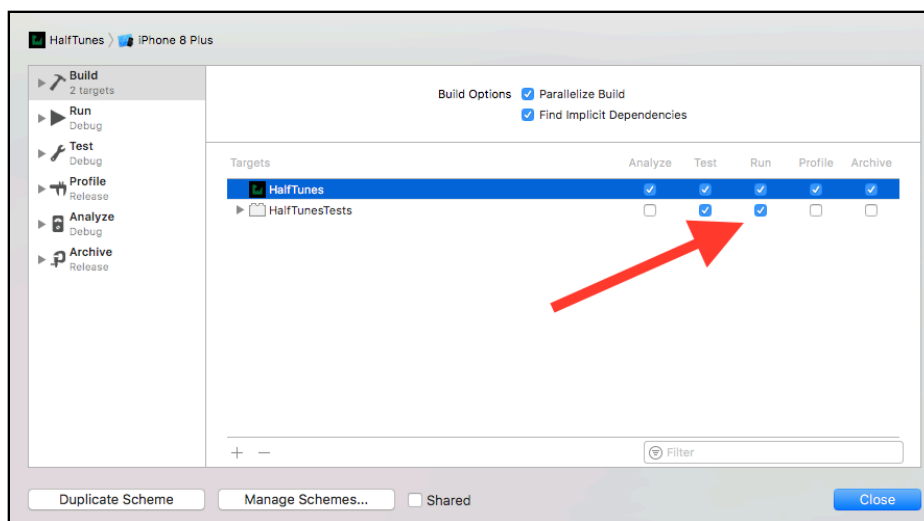 HalfTunes iPhone 8 Plus
Build
2 targets
Run
Debug
Test
Debug
Profile
Release
Analyze
Debug
Archive
Release
Build Options Parallelize Build
Find Implicit Dependencies
Targets Analyze Test Run Profile Archive
HalfTunes
HalfTunesTests
+ −
Filter
Duplicate Scheme Manage Schemes... Shared Close